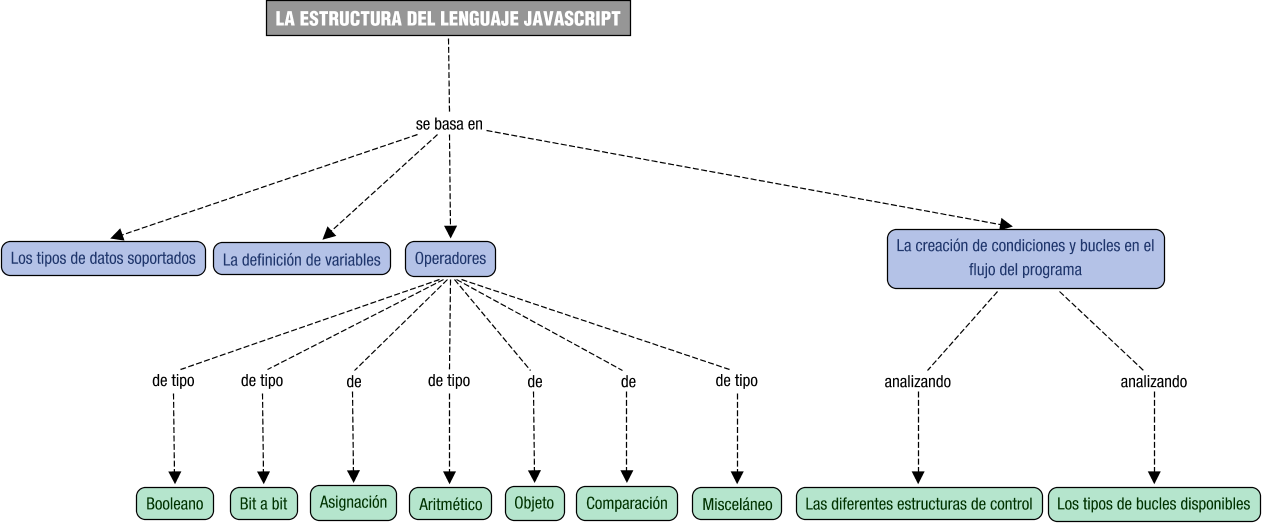 LA ESTRUCTURA DEL LENGUAJE JAVASCRIPT
se basa en
Los tipos de datos soportados
La definición de variables
Operadores
La creación de condiciones y bucles en el
flujo del programa
de tipo
de tipo
de
de tipo
de
de
de tipo
analizando
analizando
Booleano
Bit a bit
Asignación
Aritmético
Objeto
Comparación
Misceláneo
Las diferentes estructuras de control
Los tipos de bucles disponibles